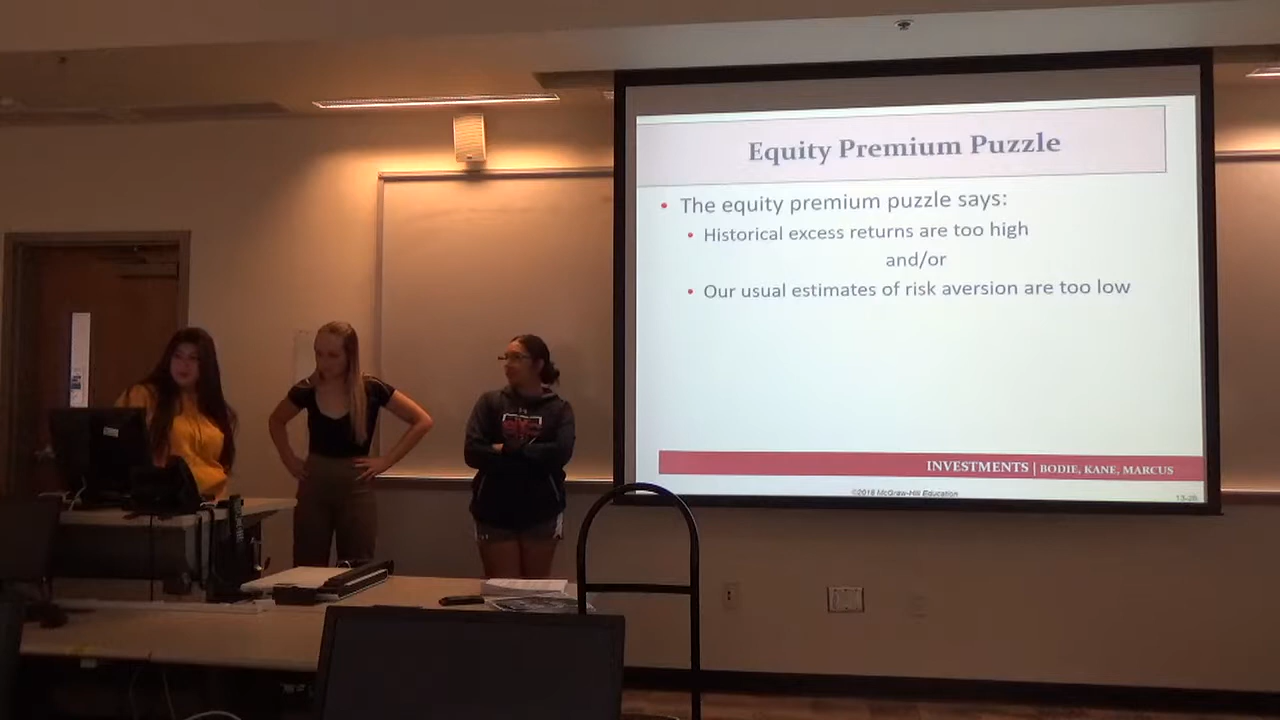 Equity Premium Puzzle
• The equity premium puzzle says:
• Historical excess returns are too high
and/or
• Our usual estimates of risk aversion are too low
INVESTMENTS | BODIE, KANE, MARCUS
©2018 McGraw-Hill Education